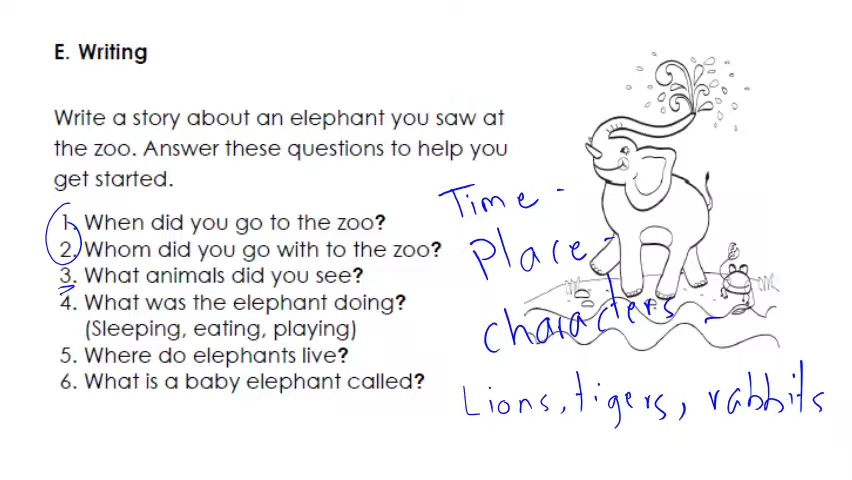 E. Writing
Write a story about an elephant you saw at
the zoo. Answer these questions to help you
get started.
1. When did you go to the zoo?
2. Whom did you go with to the zoo?
3. What animals did you see?
4. What was the elephant doing?
(Sleeping, eating, playing)
5. Where do elephants live?
6. What is a baby elephant called?
Time -
Place -
characters -
Lions, tigers, rabbits